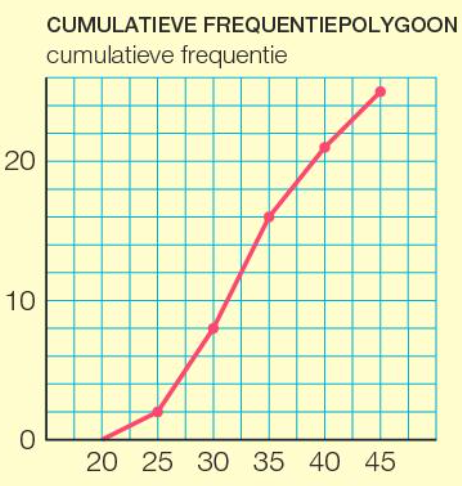 CUMULATIEVE FREQUENTIEPOLYGOON
cumulatieve frequentie
20
10
0
20 25 30 35 40 45